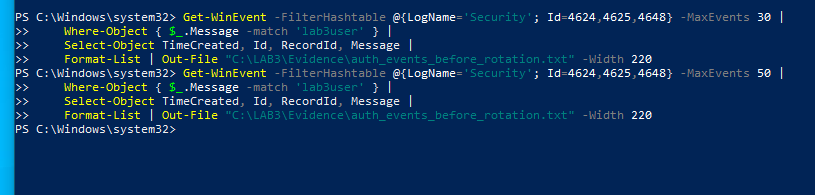 PS C:\Windows\system32> Get-WinEvent -FilterHashtable @{LogName='Security'; Id=4624,4625,4648} -MaxEvents 30 |
>>     Where-Object { $_.Message -match 'lab3user' } |
>>     Select-Object TimeCreated, Id, RecordId, Message |
>>     Format-List | Out-File "C:\LAB3\Evidence\auth_events_before_rotation.txt" -Width 220
PS C:\Windows\system32> Get-WinEvent -FilterHashtable @{LogName='Security'; Id=4624,4625,4648} -MaxEvents 50 |
>>     Where-Object { $_.Message -match 'lab3user' } |
>>     Select-Object TimeCreated, Id, RecordId, Message |
>>     Format-List | Out-File "C:\LAB3\Evidence\auth_events_before_rotation.txt" -Width 220
PS C:\Windows\system32>